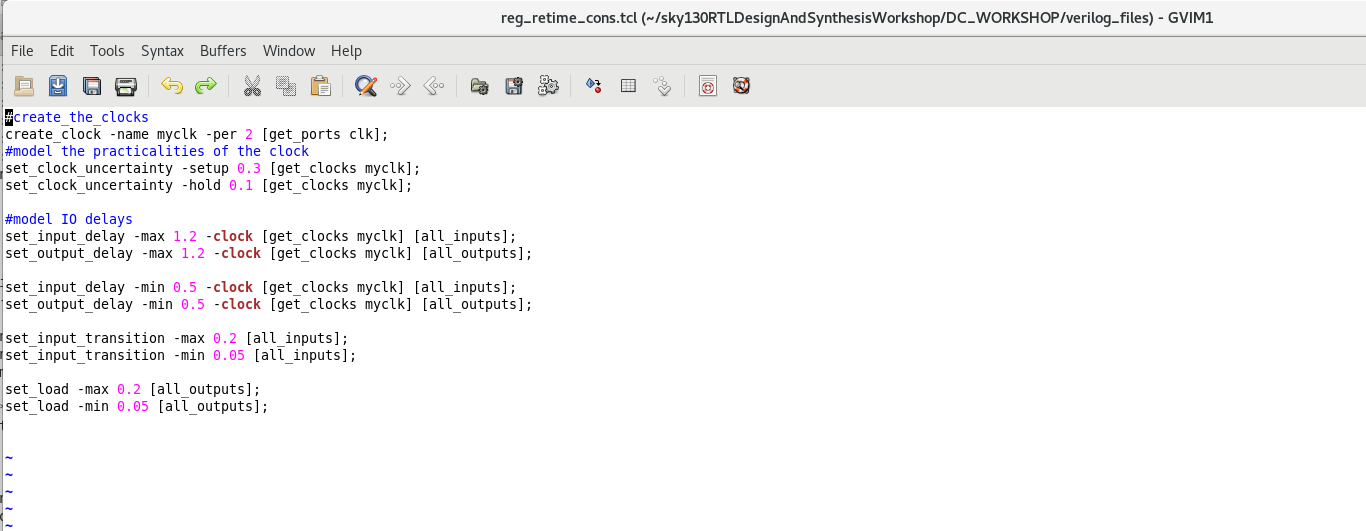 reg_retime_cons.tcl (~/sky130RTLDesignAndSynthesisWorkshop/DC_WORKSHOP/verilog_files) - GVIM1
File Edit Tools Syntax Buffers Window Help
#create_the_clocks
create_clock -name myclk -per 2 [get_ports clk];
#model the practicalities of the clock
set_clock_uncertainty -setup 0.3 [get_clocks myclk];
set_clock_uncertainty -hold 0.1 [get_clocks myclk];
#model IO delays
set_input_delay -max 1.2 -clock [get_clocks myclk] [all_inputs];
set_output_delay -max 1.2 -clock [get_clocks myclk] [all_outputs];
set_input_delay -min 0.5 -clock [get_clocks myclk] [all_inputs];
set_output_delay -min 0.5 -clock [get_clocks myclk] [all_outputs];
set_input_transition -max 0.2 [all_inputs];
set_input_transition -min 0.05 [all_inputs];
set_load -max 0.2 [all_outputs];
set_load -min 0.05 [all_outputs];
~
~
~
~
~